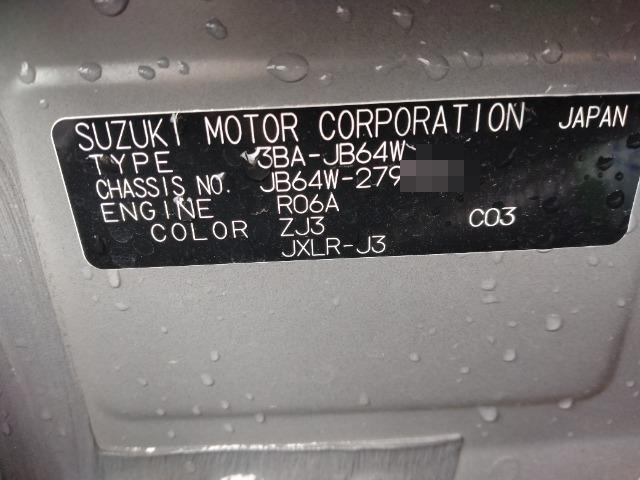 SUZUKI MOTOR CORPORATION JAPAN
TYPE 3BA-JB64W
CHASSIS NO. JB64W-279
ENGINE R06A
COLOR ZJ3 C03
JXLR-J3